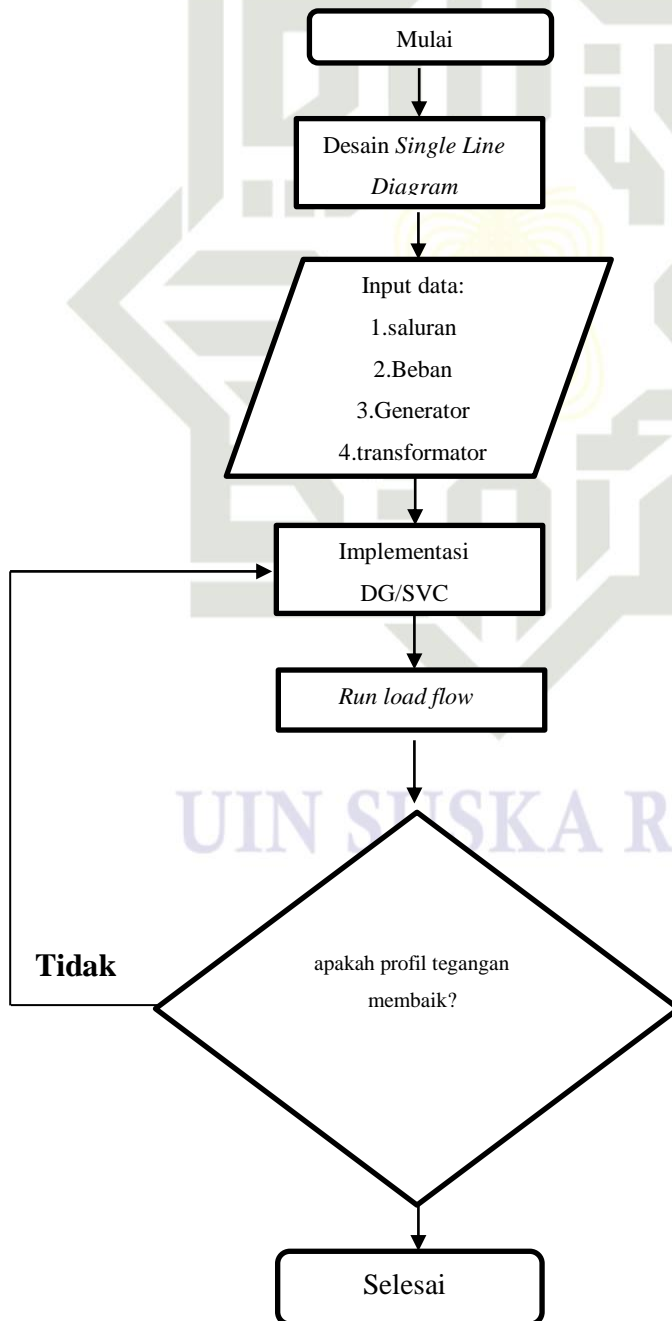 Mulai
Desain Single Line
Diagram
Input data:
1.saluran
2.Beban
3.Generator
4.transformator
Implementasi
DG/SVC
Run load flow
UIN SUSKA R
Tidak
apakah profil tegangan
membaik?
Selesai